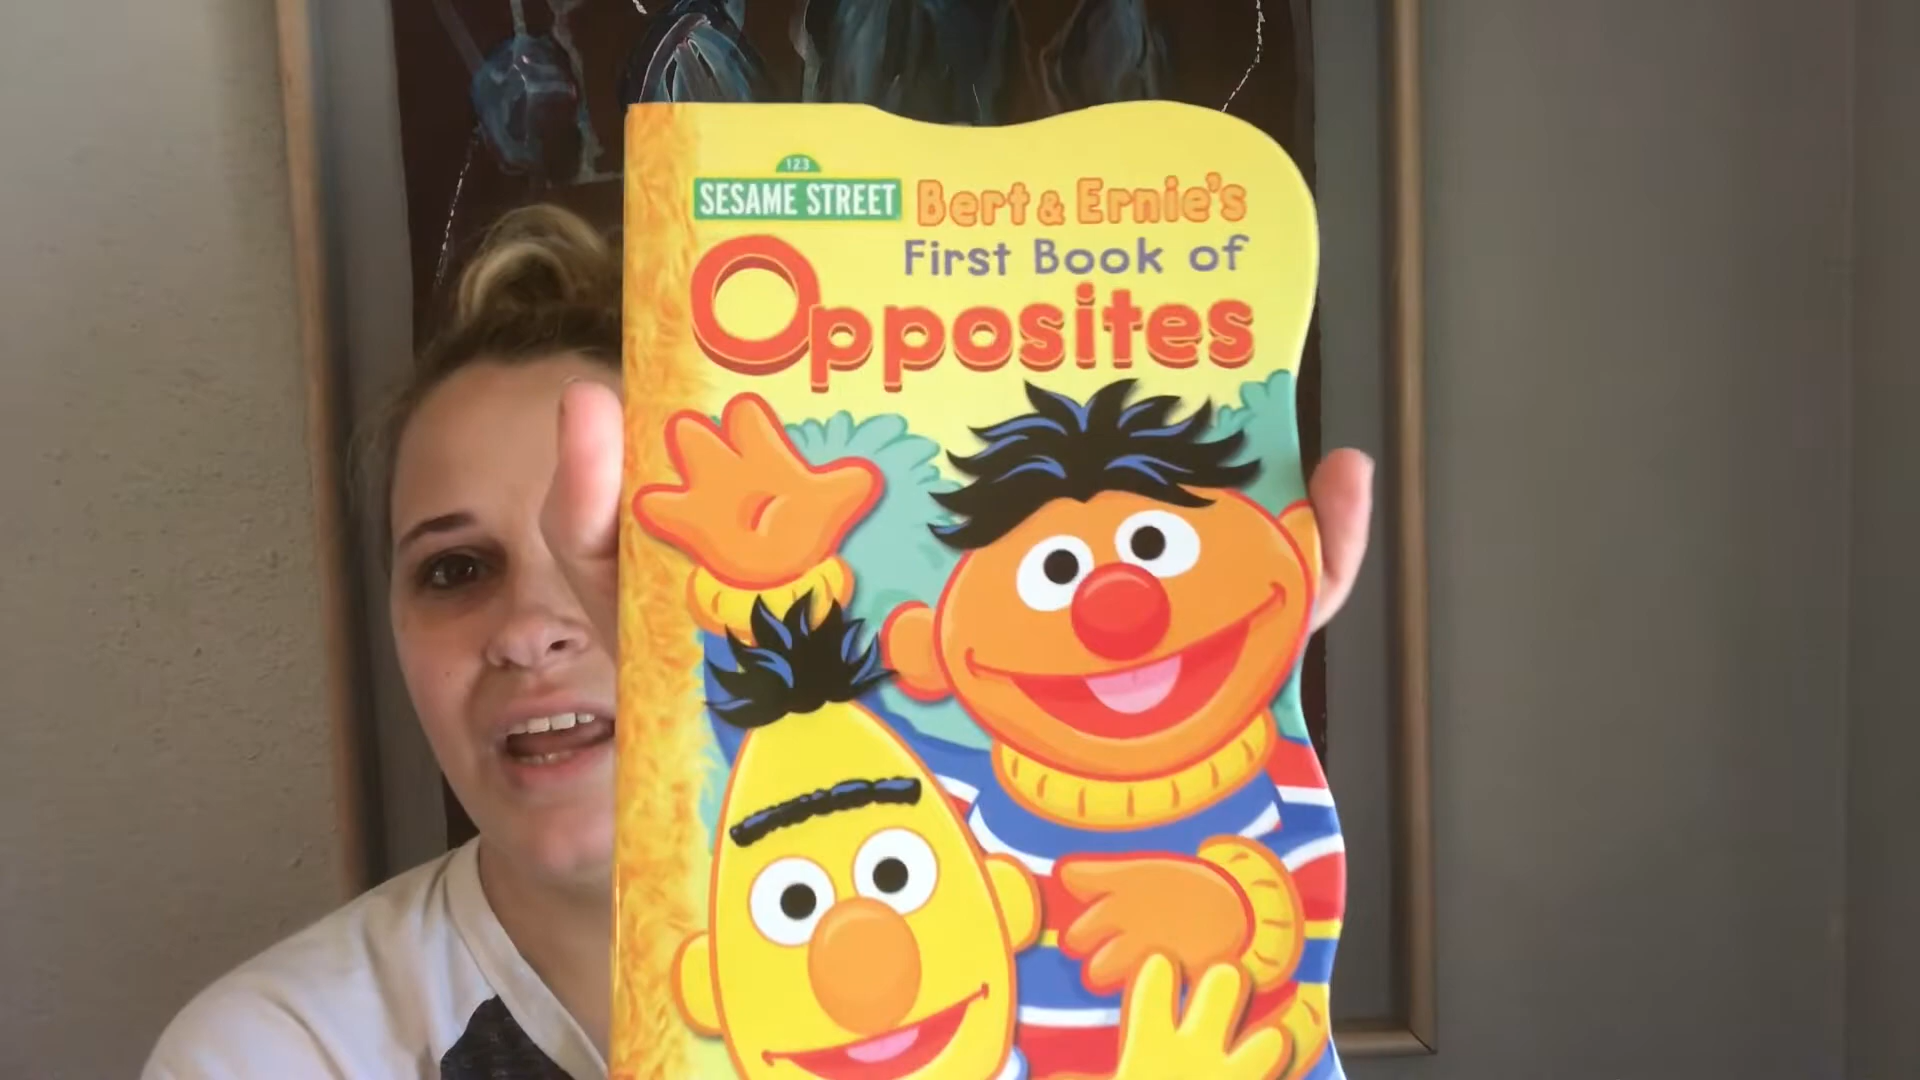 123
SESAME STREET
Bert & Ernie's
First Book of
Opposites